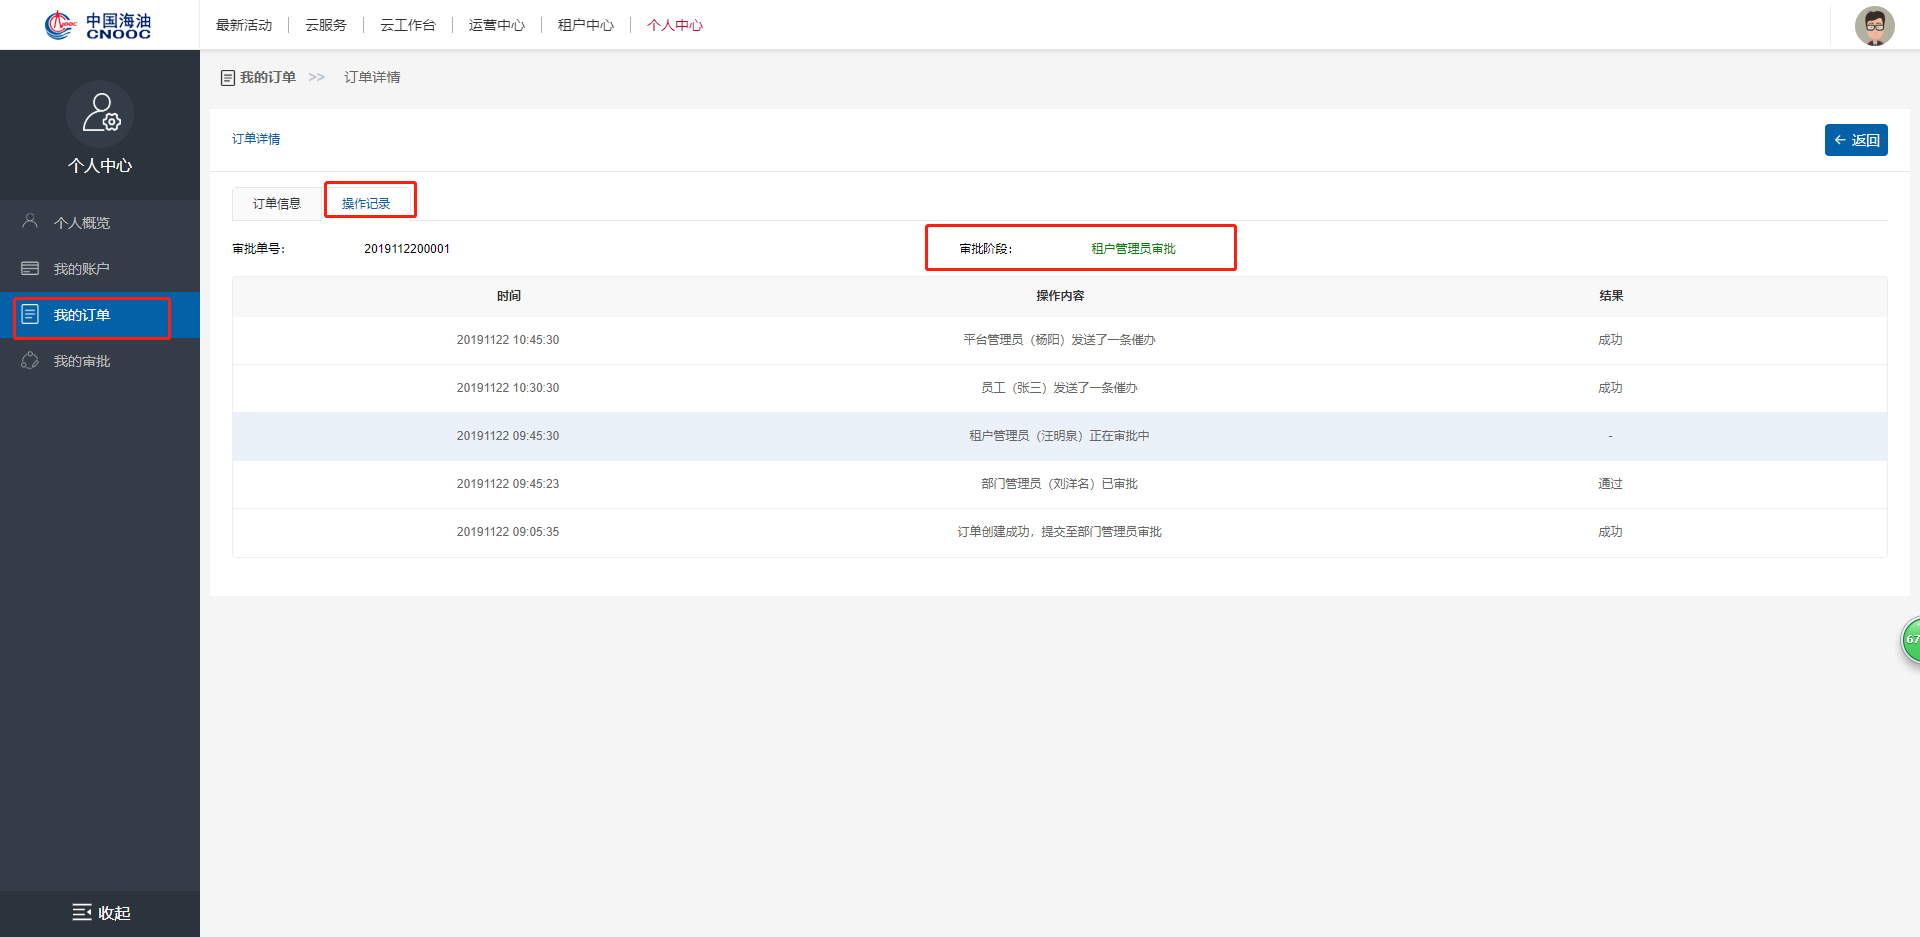 中国海油
CNOOC
最新活动 云服务 云工作台 运营中心 租户中心 个人中心
个人中心
个人概览
我的账户
我的订单
我的审批
收起
我的订单 >> 订单详情
订单详情
← 返回
订单信息 操作记录
审批单号： 2019112200001 审批阶段： 租户管理员审批
时间 操作内容 结果
20191122 10:45:30 平台管理员（杨阳）发送了一条催办 成功
20191122 10:30:30 员工（张三）发送了一条催办 成功
20191122 09:45:30 租户管理员（汪明泉）正在审批中 -
20191122 09:45:23 部门管理员（刘洋名）已审批 通过
20191122 09:05:35 订单创建成功，提交至部门管理员审批 成功
67